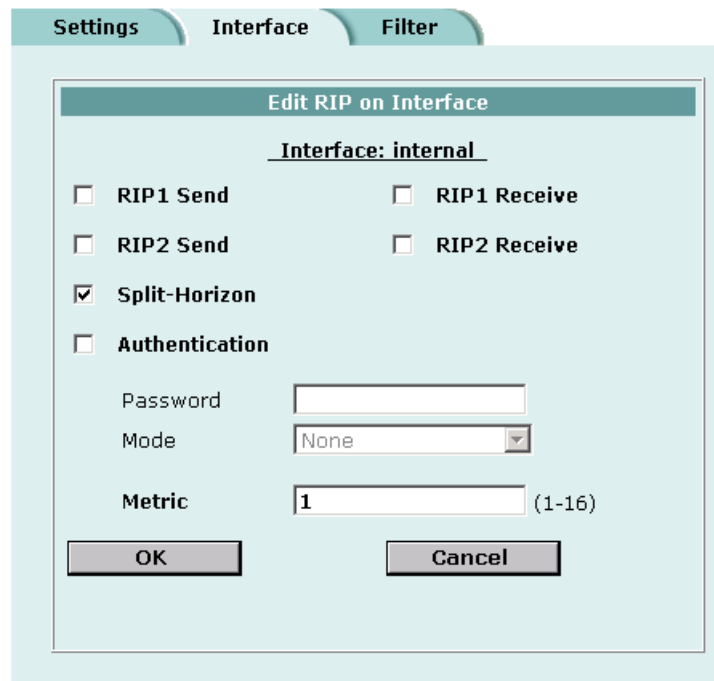 Settings Interface Filter
Edit RIP on Interface
Interface: internal
RIP1 Send RIP1 Receive
RIP2 Send RIP2 Receive
Split-Horizon
Authentication
Password
Mode None
Metric 1 (1-16)
OK Cancel